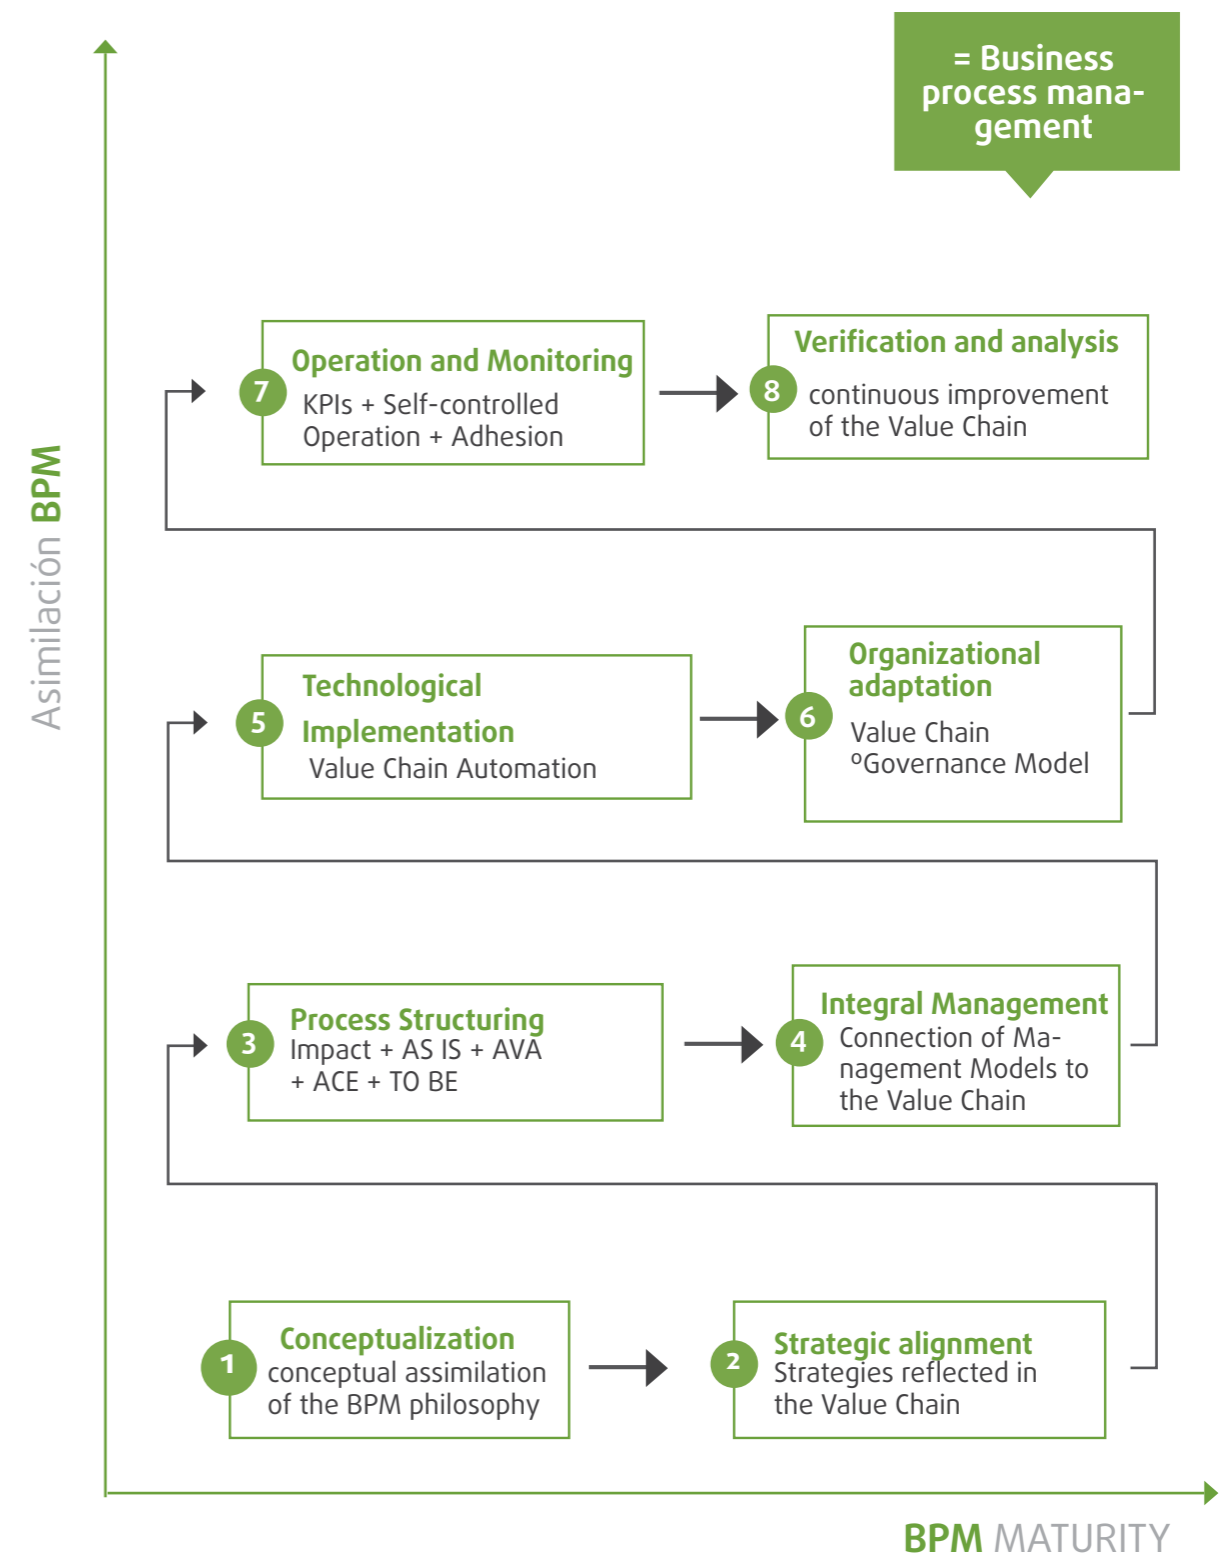 = Business
process mana-
gement
Operation and Monitoring
7
KPIs + Self-controlled
Operation + Adhesion
Verification and analysis
8
continuous improvement
of the Value Chain
Asimilación BPM
Technological
Implementation
5
Value Chain Automation
Organizational
adaptation
6
Value Chain
ºGovernance Model
Process Structuring
3
Impact + AS IS + AVA
+ ACE + TO BE
Integral Management
4
Connection of Ma-
nagement Models to
the Value Chain
Conceptualization
1
conceptual assimilation
of the BPM philosophy
Strategic alignment
2
Strategies reflected in
the Value Chain
BPM MATURITY